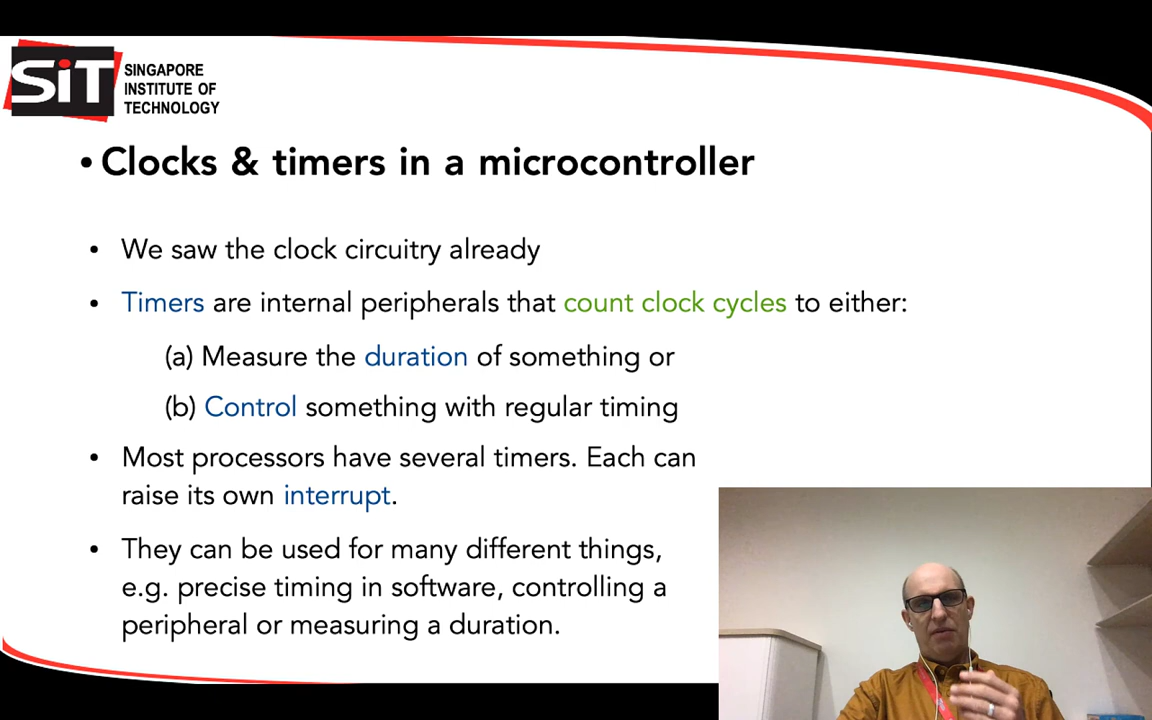 SiT
SINGAPORE
INSTITUTE OF
TECHNOLOGY
• Clocks & timers in a microcontroller
• We saw the clock circuitry already
• Timers are internal peripherals that count clock cycles to either:
(a) Measure the duration of something or
(b) Control something with regular timing
• Most processors have several timers. Each can
raise its own interrupt.
• They can be used for many different things,
e.g. precise timing in software, controlling a
peripheral or measuring a duration.